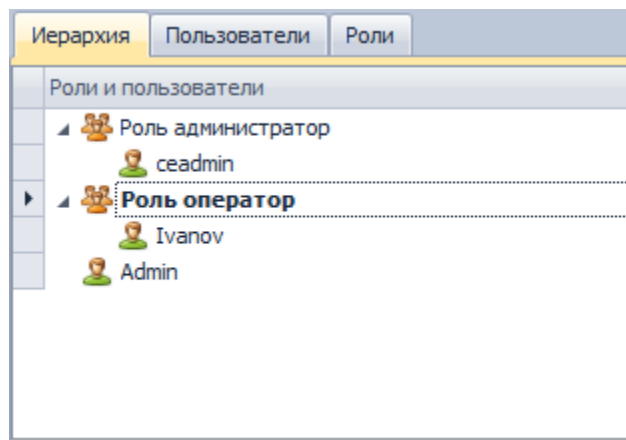 Иерархия Пользователи Роли
Роли и пользователи
Роль администратор
ceadmin
Роль оператор
Ivanov
Admin